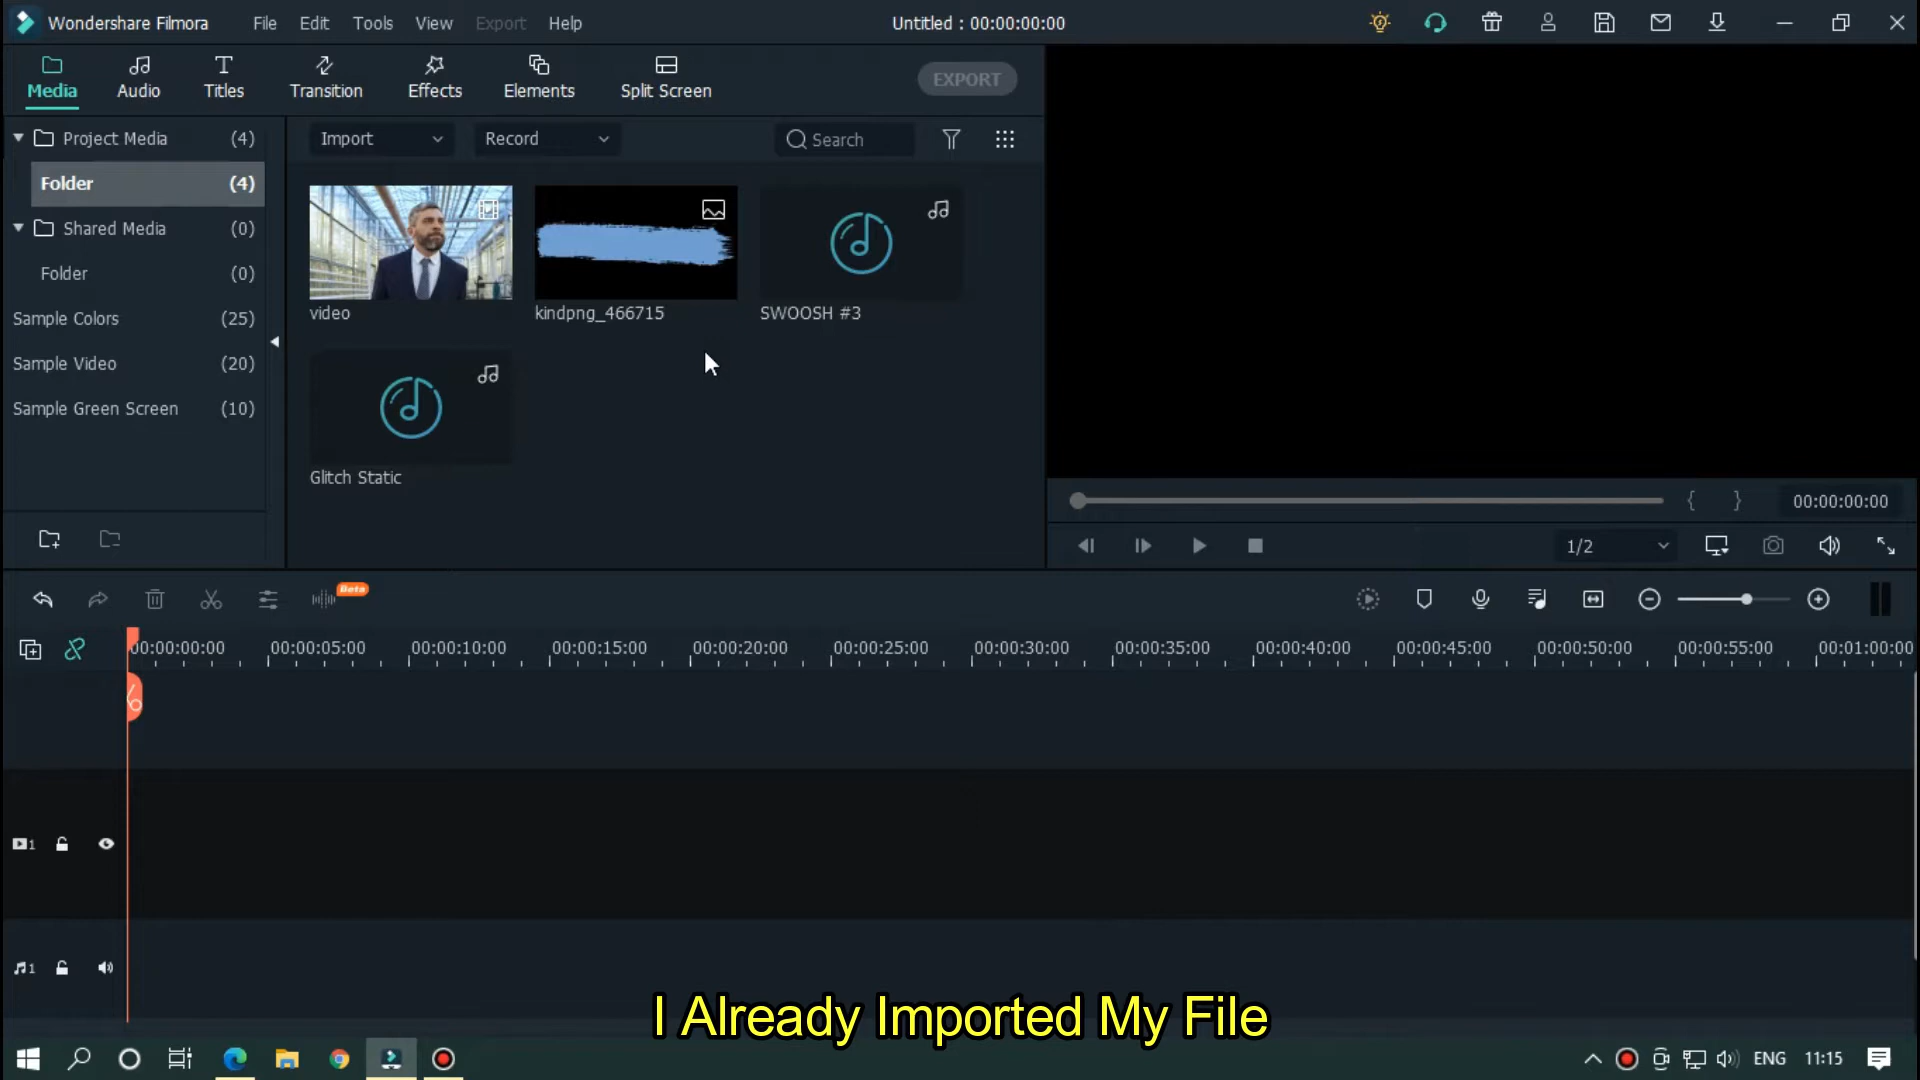 Wondershare Filmora File Edit Tools View Export Help Untitled : 00:00:00:00
Media Audio Titles Transition Effects Elements Split Screen EXPORT
Project Media (4)
Folder (4)
Shared Media (0)
Folder (0)
Sample Colors (25)
Sample Video (20)
Sample Green Screen (10)
Import Record Search
video kindpng_466715 SWOOSH #3
Glitch Static
{ } 00:00:00:00
1/2
Beta
00:00:00:00 00:00:05:00 00:00:10:00 00:00:15:00 00:00:20:00 00:00:25:00 00:00:30:00 00:00:35:00 00:00:40:00 00:00:45:00 00:00:50:00 00:00:55:00 00:01:00:00
1
1
I Already Imported My File
ENG 11:15